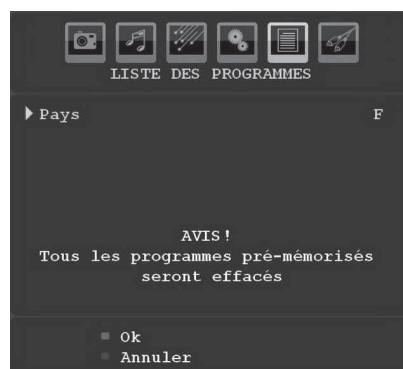 LISTE DES PROGRAMMES
Pays F
AVIS!
Tous les programmes pré-mémorisés
seront effacés
Ok
Annuler